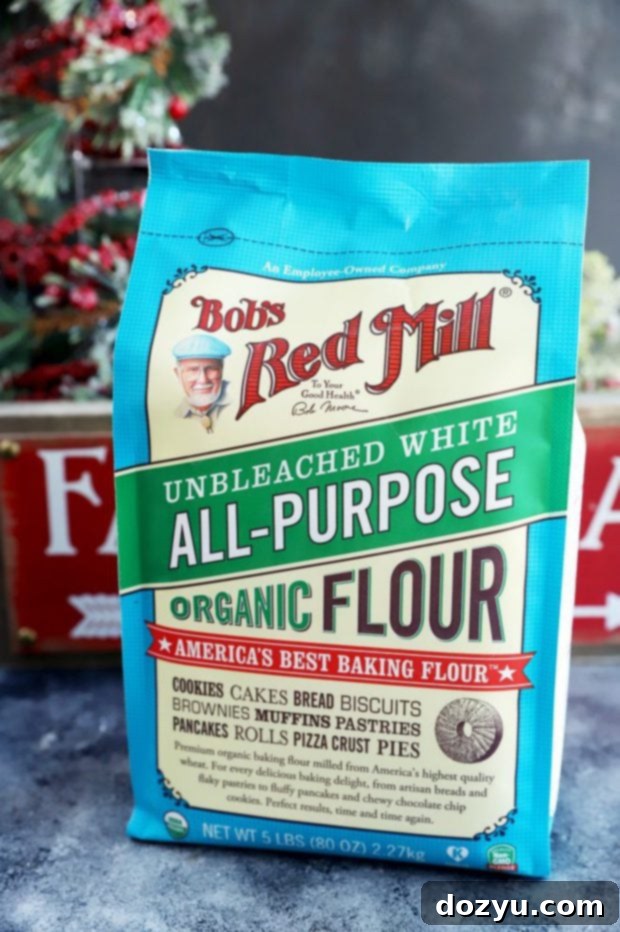 An Employee-Owned Company
Bob's
Red Mill®
To Your
Good Health®
Bob Moore
UNBLEACHED WHITE
ALL-PURPOSE
ORGANIC FLOUR
★ AMERICA'S BEST BAKING FLOUR™ ★
COOKIES CAKES BREAD BISCUITS
BROWNIES MUFFINS PASTRIES
PANCAKES ROLLS PIZZA CRUST PIES
Premium organic baking flour milled from America's highest quality
wheat. For every delicious baking delight, from artisan breads and
flaky pastries to fluffy pancakes and chewy chocolate chip
cookies. Perfect results, time and time again.
NET WT 5 LBS (80 OZ) 2.27kg
K
dozyu.com